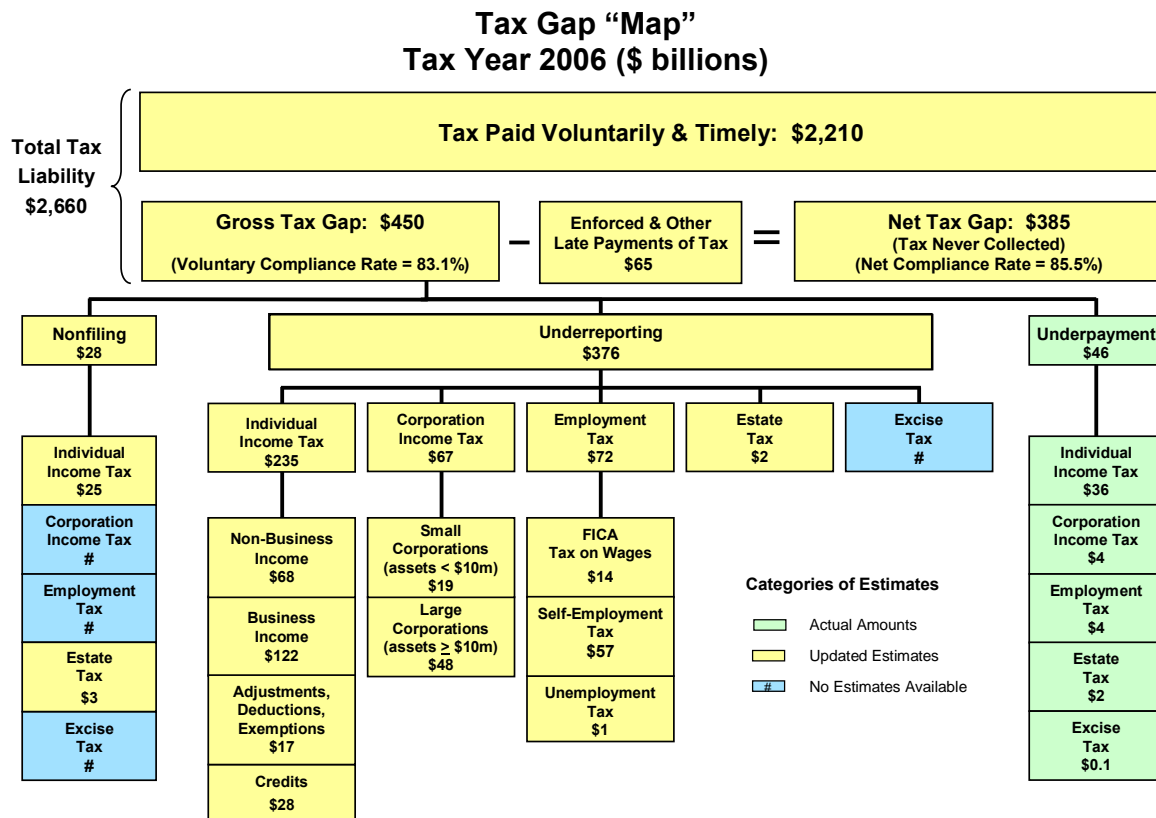 Tax Gap “Map”
Tax Year 2006 ($ billions)
Total Tax
Liability
$2,660
Tax Paid Voluntarily & Timely: $2,210
Gross Tax Gap: $450
(Voluntary Compliance Rate = 83.1%)
–
Enforced & Other
Late Payments of Tax
$65
=
Net Tax Gap: $385
(Tax Never Collected)
(Net Compliance Rate = 85.5%)
Nonfiling
$28
Underreporting
$376
Underpayment
$46
Individual
Income Tax
$25
Corporation
Income Tax
#
Employment
Tax
#
Estate
Tax
$3
Excise
Tax
#
Individual
Income Tax
$235
Non-Business
Income
$68
Business
Income
$122
Adjustments,
Deductions,
Exemptions
$17
Credits
$28
Corporation
Income Tax
$67
Small
Corporations
(assets < $10m)
$19
Large
Corporations
(assets ≥ $10m)
$48
Employment
Tax
$72
FICA
Tax on Wages
$14
Self-Employment
Tax
$57
Unemployment
Tax
$1
Estate
Tax
$2
Excise
Tax
#
Individual
Income Tax
$36
Corporation
Income Tax
$4
Employment
Tax
$4
Estate
Tax
$2
Excise
Tax
$0.1
Categories of Estimates
Actual Amounts
Updated Estimates
# No Estimates Available